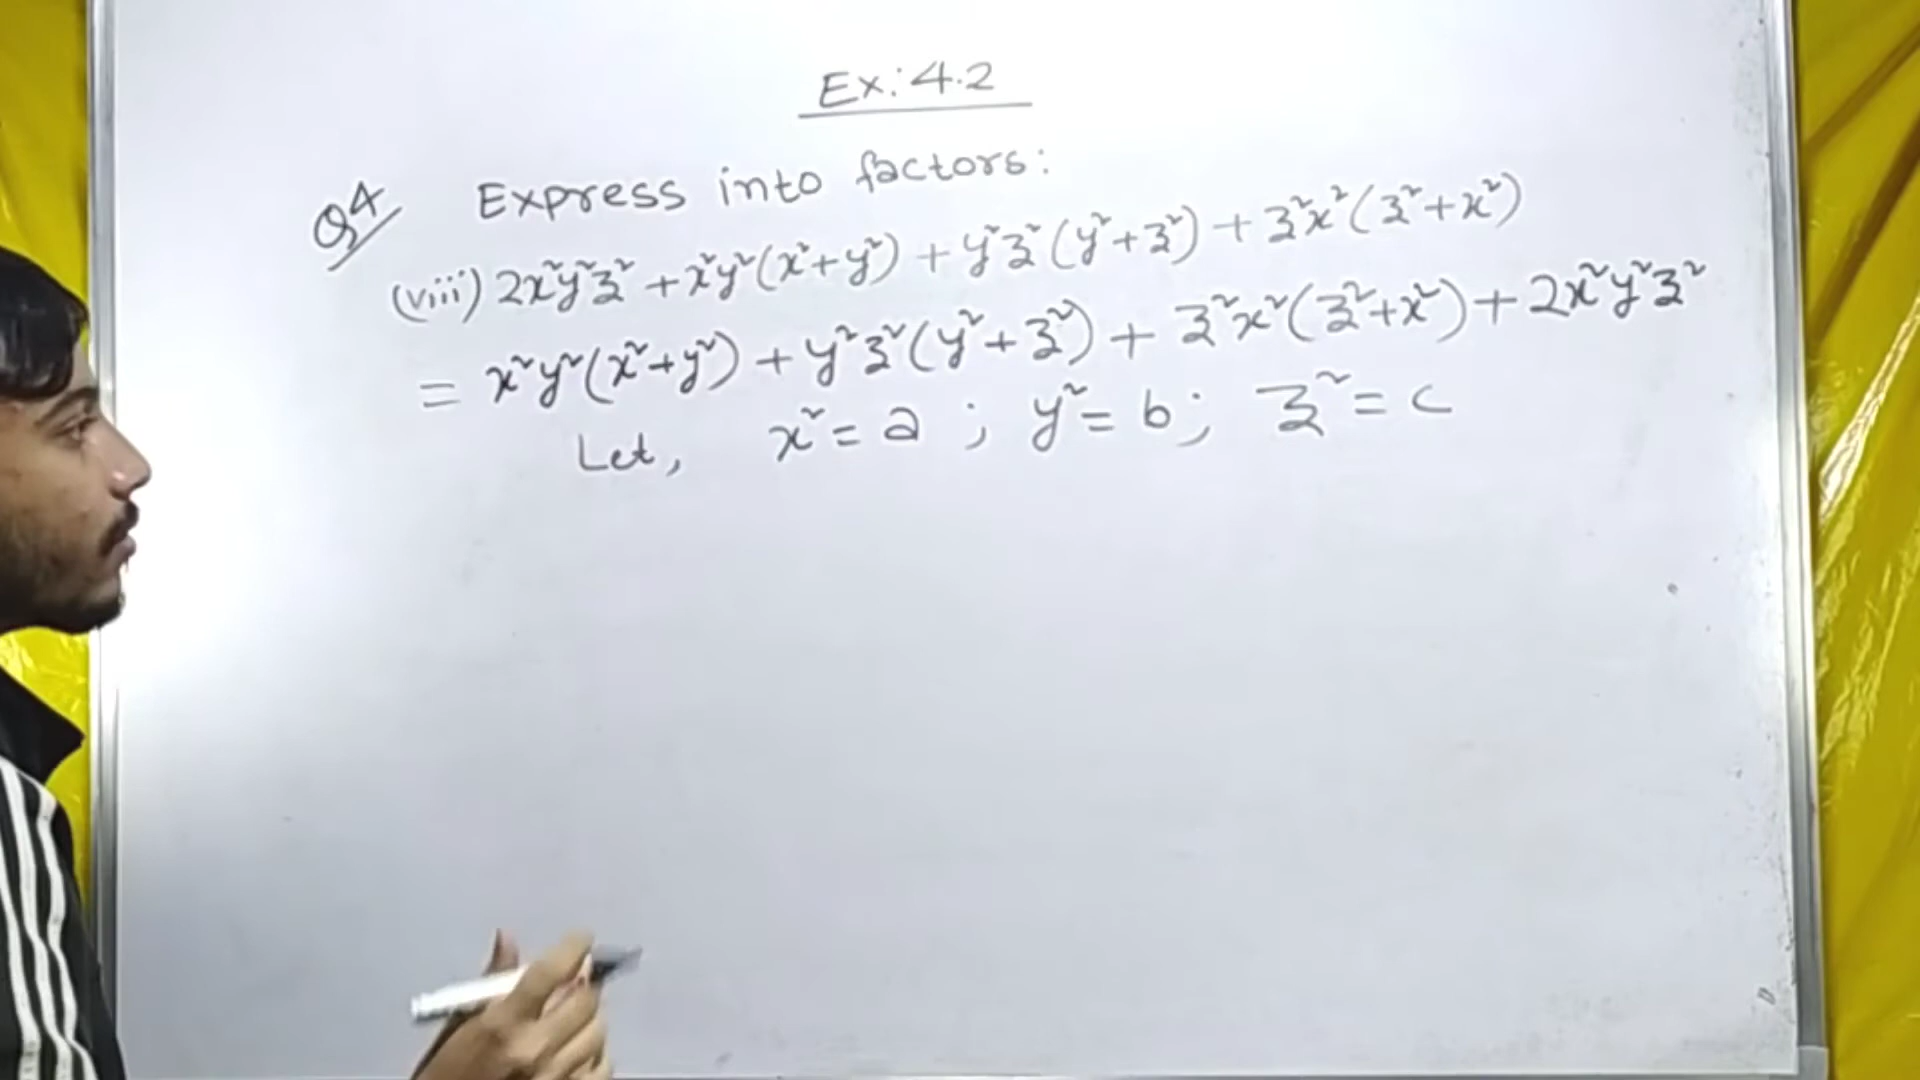 Ex: 4.2
Q4 Express into factors:
(viii) 2x²y²z² + x²y²(x²+y²) + y²z²(y²+z²) + z²x²(z²+x²)
= x²y²(x²+y²) + y²z²(y²+z²) + z²x²(z²+x²) + 2x²y²z²
Let, x² = a ; y² = b ; z² = c